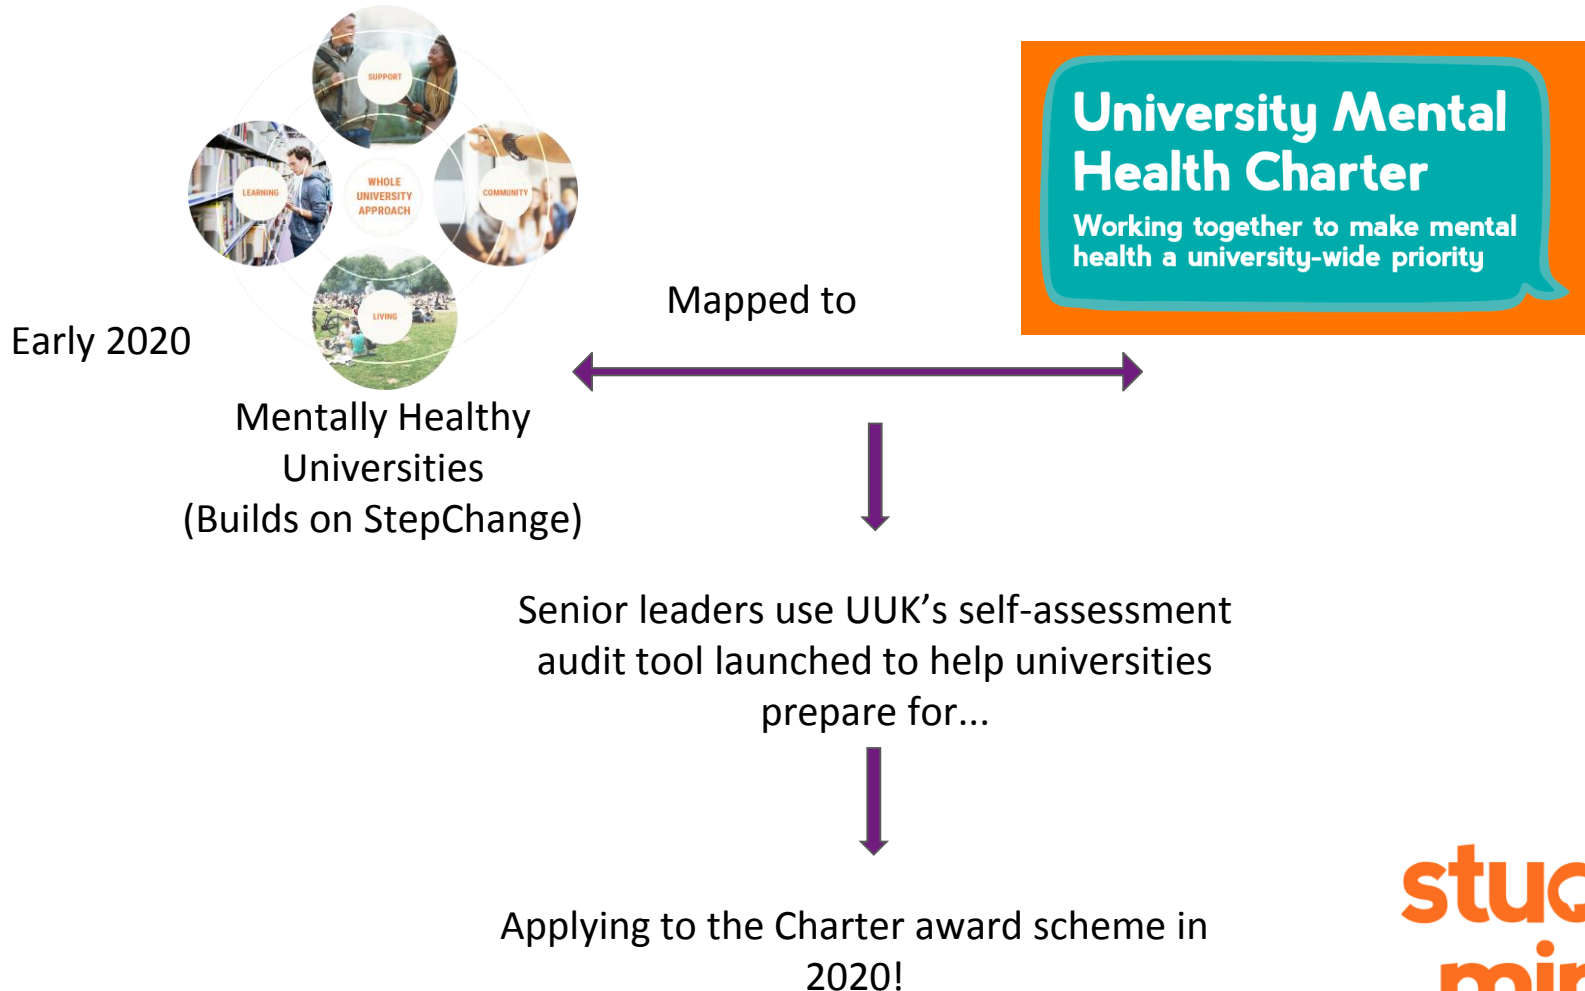 SUPPORT
LEARNING
WHOLE
UNIVERSITY
APPROACH
COMMUNITY
LIVING
Early 2020
Mentally Healthy
Universities
(Builds on StepChange)
Mapped to
University Mental
Health Charter
Working together to make mental
health a university-wide priority
Senior leaders use UUK’s self-assessment
audit tool launched to help universities
prepare for...
Applying to the Charter award scheme in
2020!